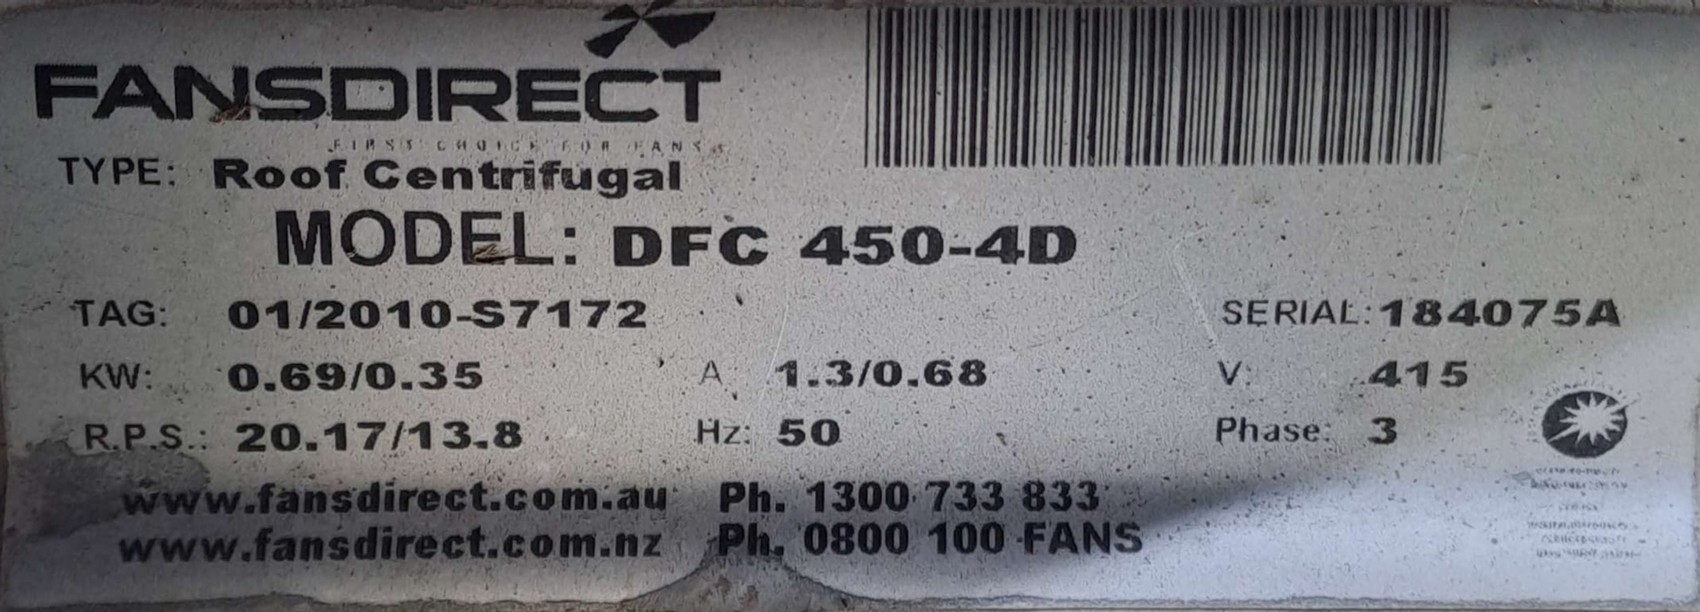 FANSDIRECT
FIRST CHOICE FOR FANS
TYPE: Roof Centrifugal
MODEL: DFC 450-4D
TAG: 01/2010-S7172 SERIAL: 184075A
KW: 0.69/0.35 A 1.3/0.68 V: 415
R.P.S.: 20.17/13.8 Hz: 50 Phase: 3
www.fansdirect.com.au Ph. 1300 733 833
www.fansdirect.com.nz Ph. 0800 100 FANS